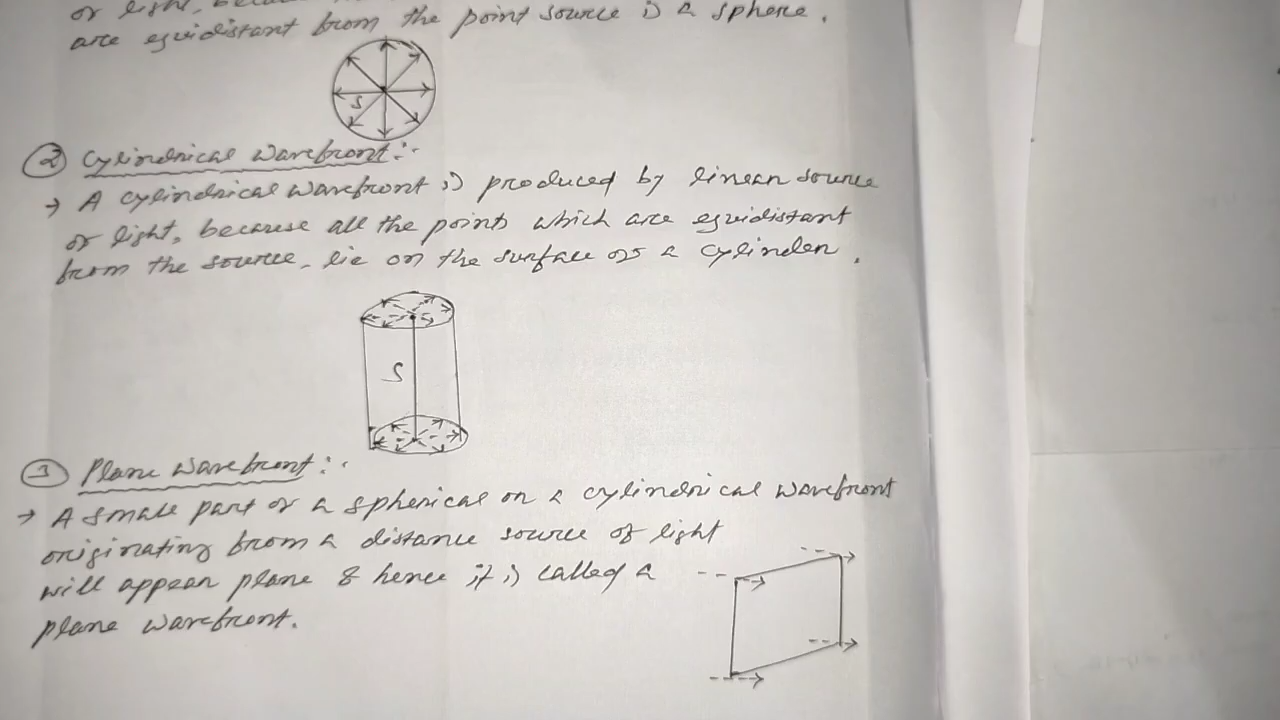 of light, because
are equidistant from the point source is a sphere.
S
② Cylindrical Wavefront:-
→ A cylindrical wavefront is produced by linear source
of light, because all the points which are equidistant
from the source, lie on the surface of a cylinder.
S
③ Plane Wavefront:-
→ A small part of a spherical or a cylindrical wavefront
originating from a distance source of light
will appear plane & hence it is called a
plane wavefront.